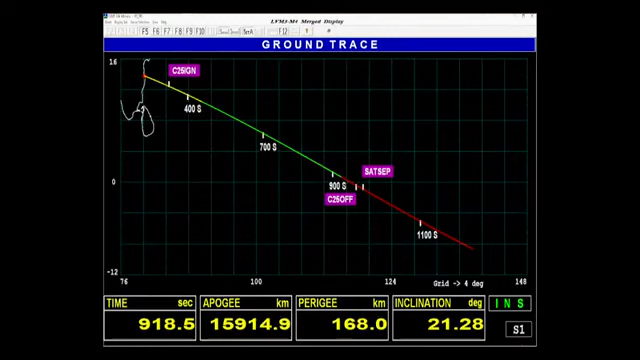 LVM3-M4 Merged Display
F5 F6 F7 F8 F9 F10 F12
GROUND TRACE
16
C25IGN
400 S
700 S
SATSEP
0
900 S
C25OFF
1100 S
-12
Grid -> 4 deg
76 100 124 148
TIME sec APOGEE km PERIGEE km INCLINATION deg I N S
918.5 15914.9 168.0 21.28 S1